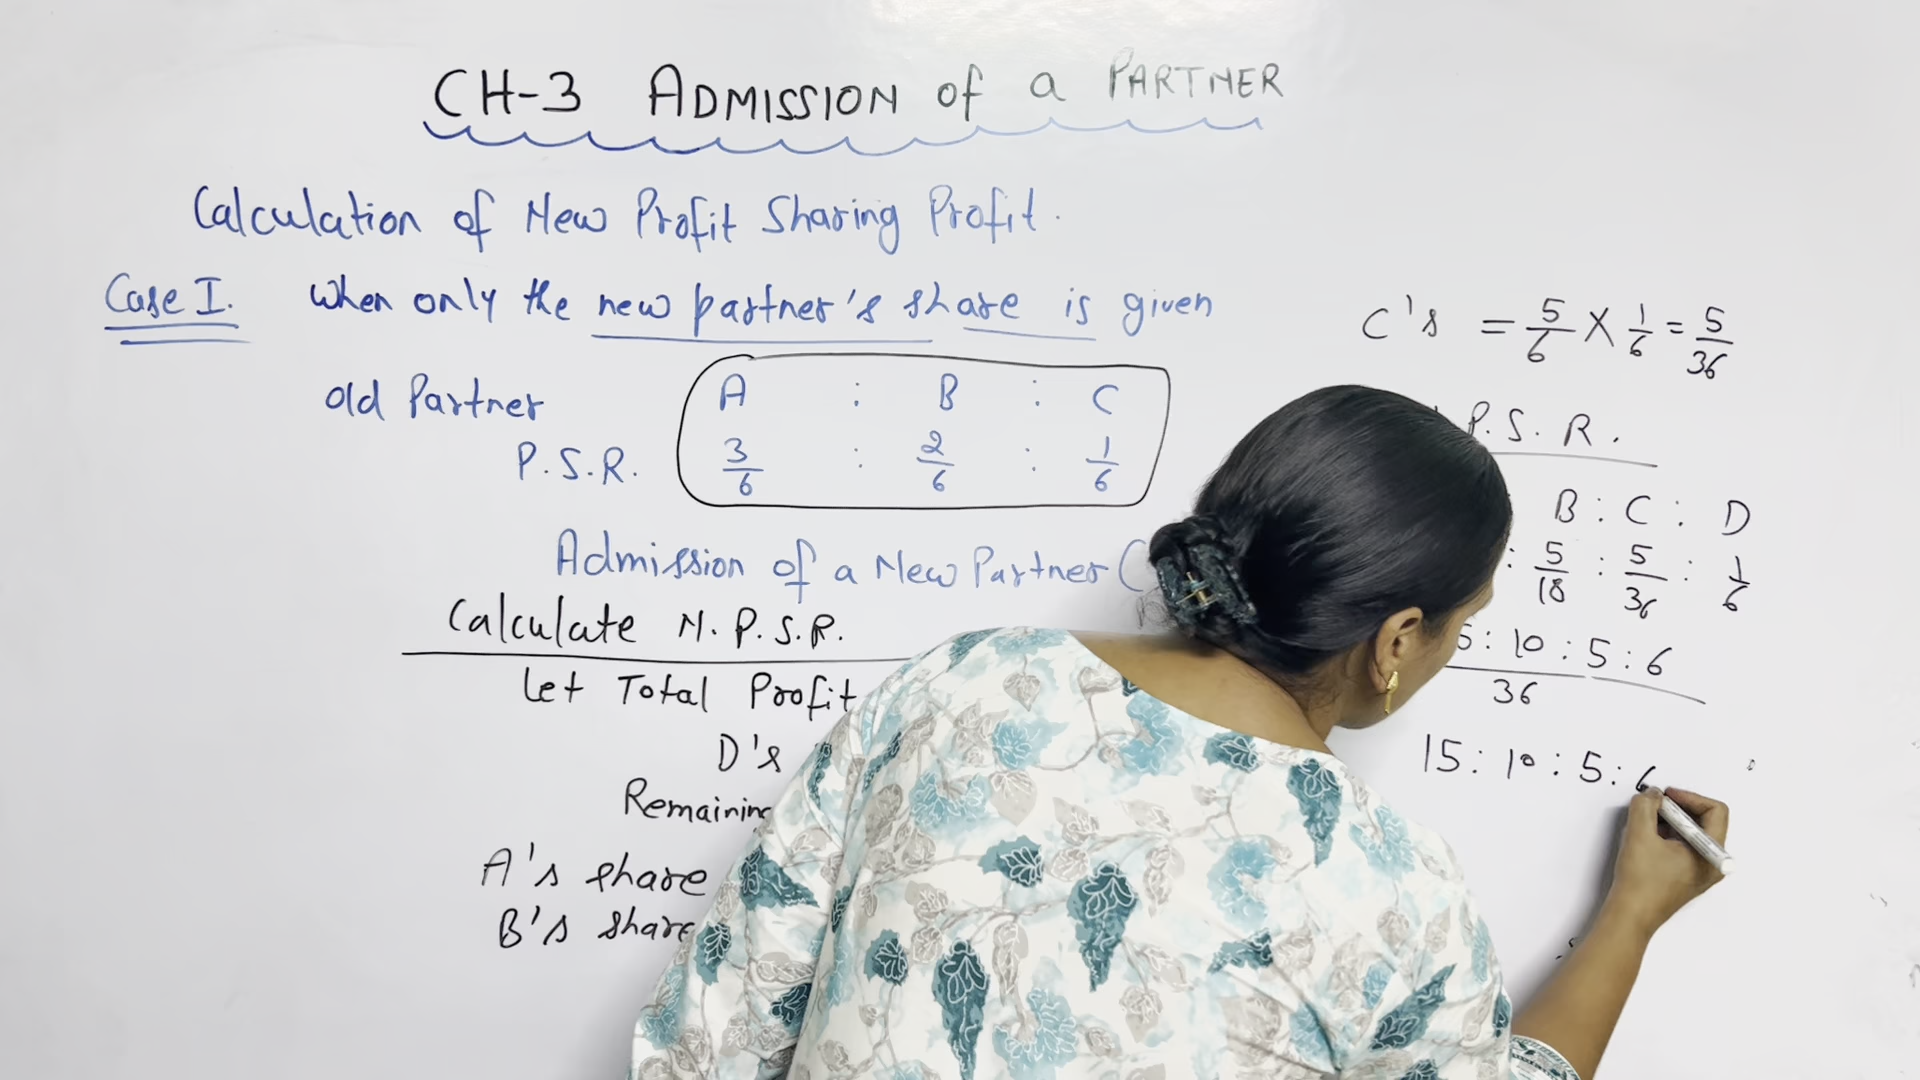 CH-3 ADMISSION of a PARTNER
Calculation of New Profit Sharing Profit.
Case I. When only the new partner's share is given
Old Partner A : B : C
P.S.R. 3/6 : 2/6 : 1/6
Admission of a New Partner (
Calculate N.P.S.R.
Let Total Profit
D's
Remaining
A's share
B's share
C's = 5/6 X 1/6 = 5/36
P.S.R.
B : C : D
: 5/18 : 5/36 : 1/6
5 : 10 : 5 : 6
36
15 : 10 : 5 : 6